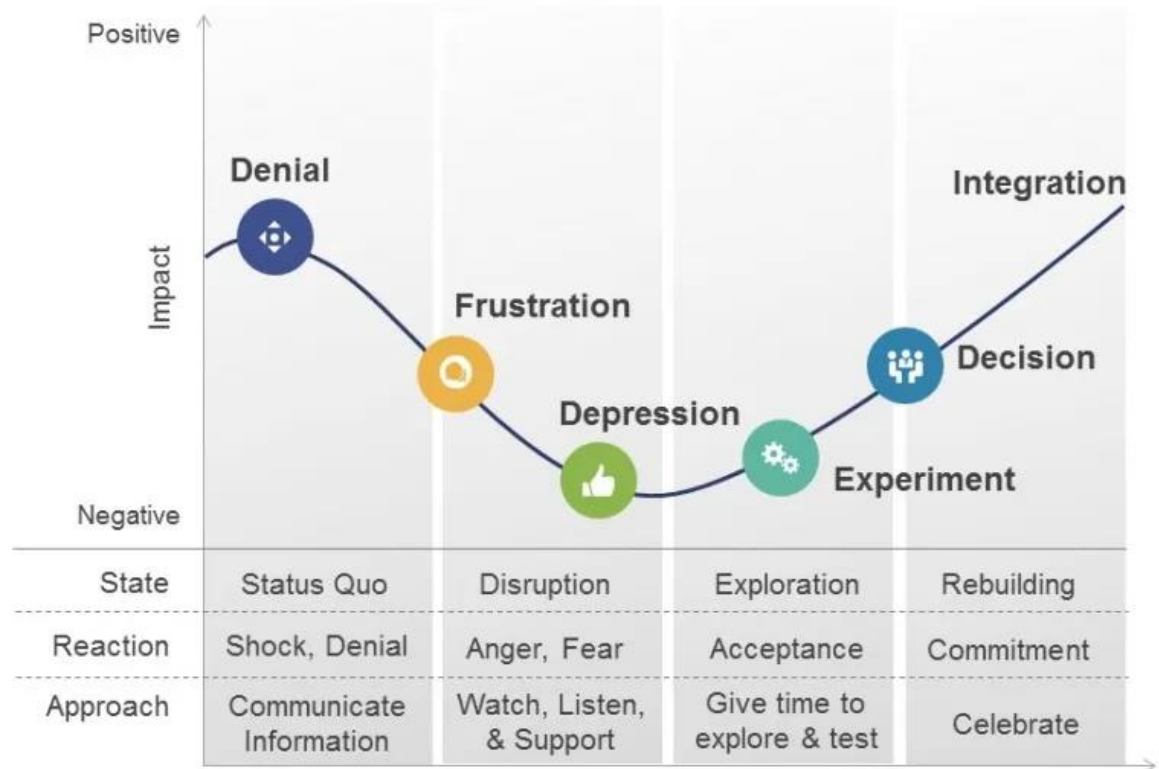 Positive
Denial
Integration
Impact
Frustration
Decision
Depression
Experiment
Negative
State
Status Quo
Disruption
Exploration
Rebuilding
Reaction
Shock, Denial
Anger, Fear
Acceptance
Commitment
Approach
Communicate
Information
Watch, Listen,
& Support
Give time to
explore & test
Celebrate